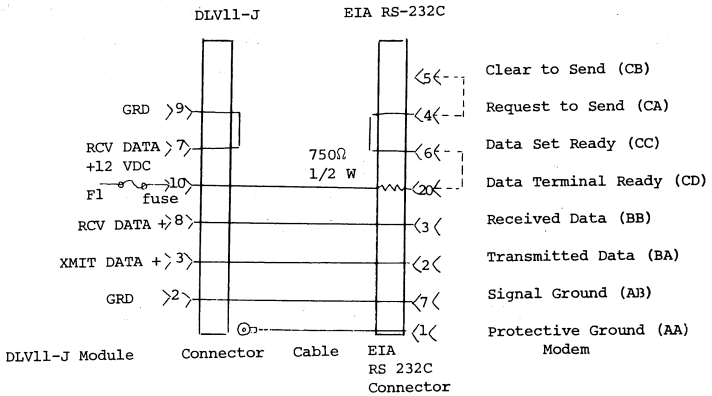 DLV11-J EIA RS-232C
<5< Clear to Send (CB)
GRD >9> <4< Request to Send (CA)
RCV DATA >7> <6< Data Set Ready (CC)
+12 VDC 750Ω
1/2 W
F1 fuse >10> <20< Data Terminal Ready (CD)
RCV DATA + >8> <3< Received Data (BB)
XMIT DATA + >3> <2< Transmitted Data (BA)
GRD >2> <7< Signal Ground (AB)
<1< Protective Ground (AA)
DLV11-J Module Connector Cable EIA Modem
RS 232C
Connector